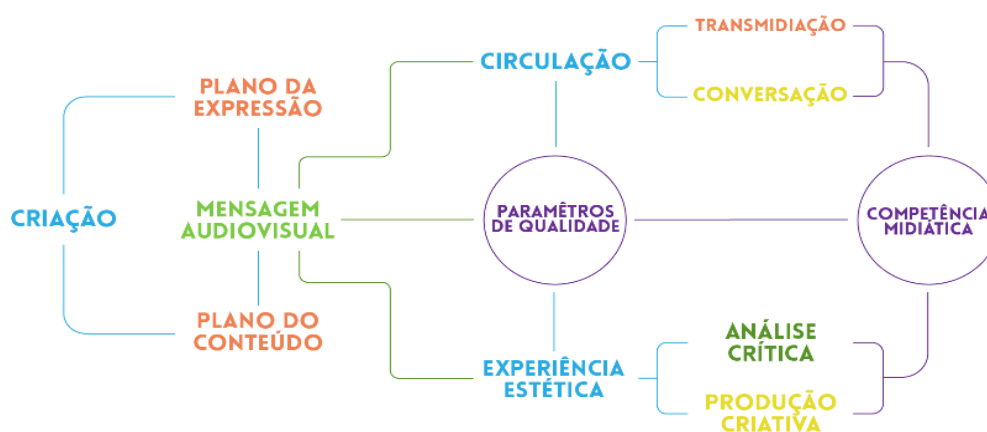 CRIAÇÃO
PLANO DA
EXPRESSÃO
MENSAGEM
AUDIOVISUAL
PLANO DO
CONTEÚDO
CIRCULAÇÃO
TRANSMIDIAÇÃO
CONVERSAÇÃO
PARAMÊTROS
DE QUALIDADE
COMPETÊNCIA
MIDIÁTICA
EXPERIÊNCIA
ESTÉTICA
ANÁLISE
CRÍTICA
PRODUÇÃO
CRIATIVA